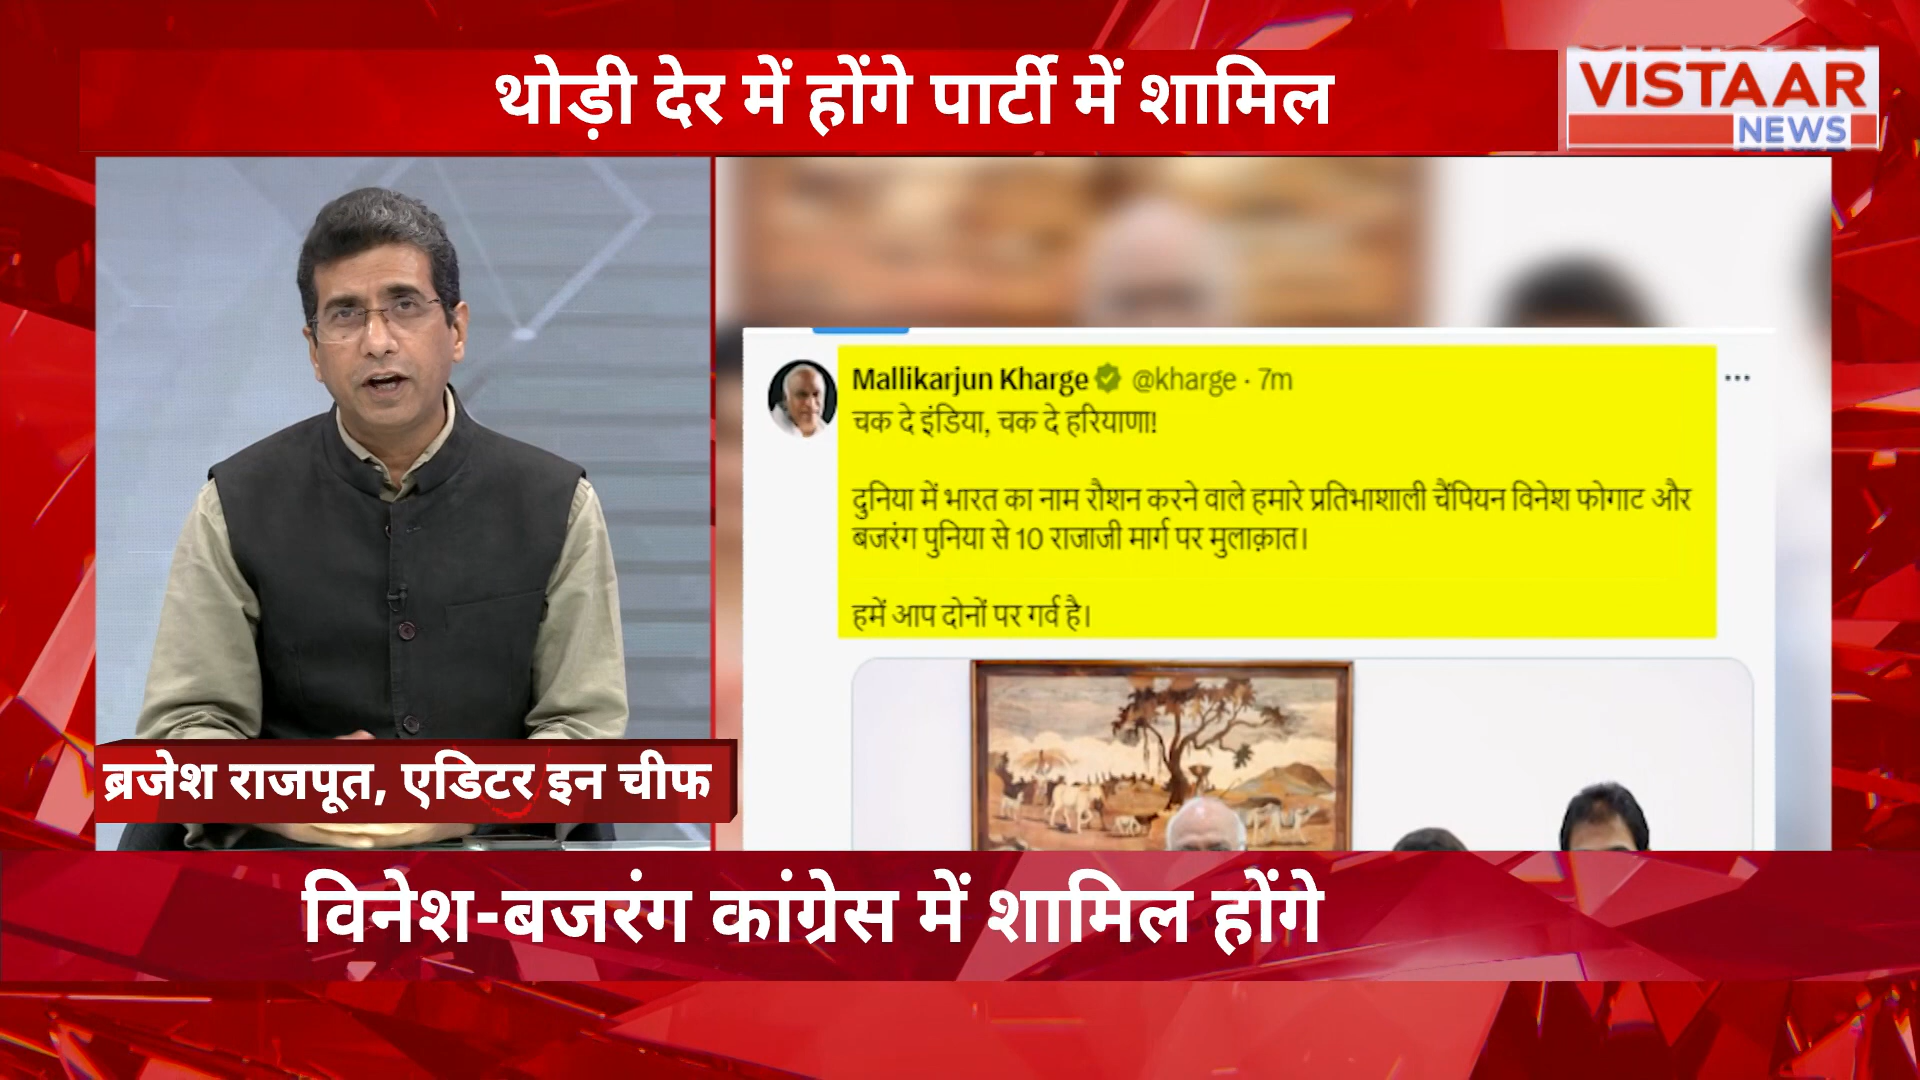 थोड़ी देर में होंगे पार्टी में शामिल
VISTAAR
NEWS
Mallikarjun Kharge @kharge · 7m
चक दे इंडिया, चक दे हरियाणा!
दुनिया में भारत का नाम रौशन करने वाले हमारे प्रतिभाशाली चैंपियन विनेश फोगाट और
बजरंग पुनिया से 10 राजाजी मार्ग पर मुलाक़ात।
हमें आप दोनों पर गर्व है।
ब्रजेश राजपूत, एडिटर इन चीफ
विनेश-बजरंग कांग्रेस में शामिल होंगे